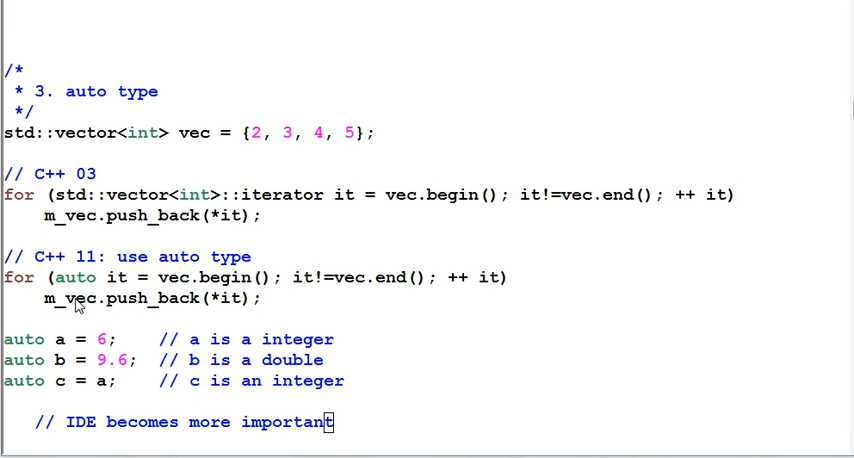 /*
 * 3. auto type
 */
std::vector<int> vec = {2, 3, 4, 5};
// C++ 03
for (std::vector<int>::iterator it = vec.begin(); it!=vec.end(); ++ it)
    m_vec.push_back(*it);
// C++ 11: use auto type
for (auto it = vec.begin(); it!=vec.end(); ++ it)
    m_vec.push_back(*it);
auto a = 6;    // a is a integer
auto b = 9.6;  // b is a double
auto c = a;    // c is an integer
   // IDE becomes more important